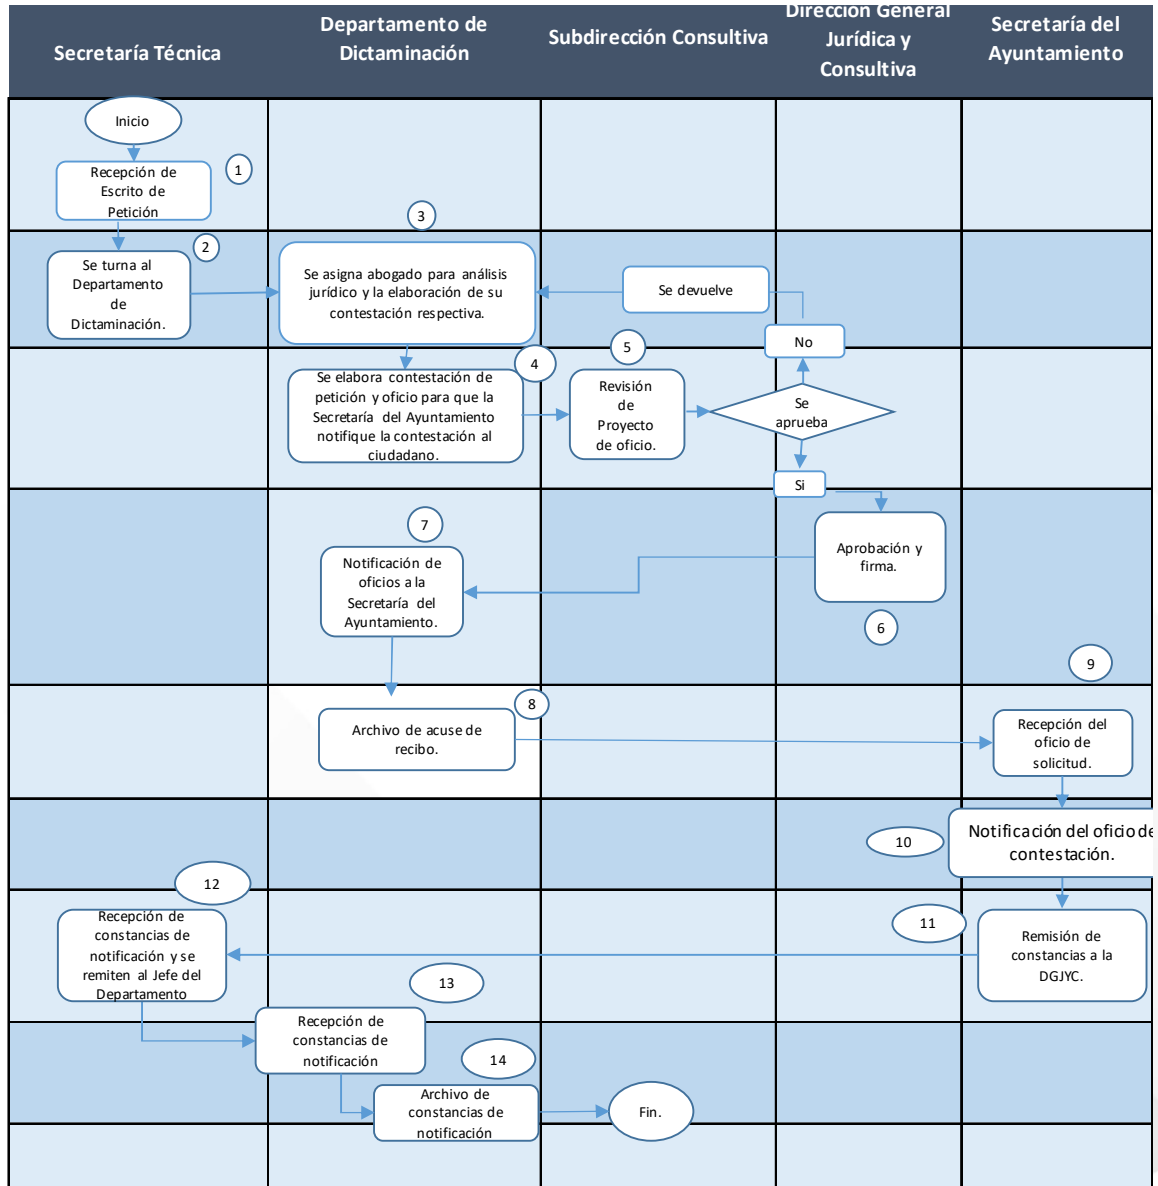 Secretaría Técnica
Departamento de
Dictaminación
Subdirección Consultiva
Dirección General
Jurídica y
Consultiva
Secretaría del
Ayuntamiento
Inicio
1
Recepción de
Escrito de
Petición
3
2
Se turna al
Departamento
de
Dictaminación.
Se asigna abogado para análisis
jurídico y la elaboración de su
contestación respectiva.
Se devuelve
No
5
4
Se elabora contestación de
petición y oficio para que la
Secretaría del Ayuntamiento
notifique la contestación al
ciudadano.
Revisión
de
Proyecto
de oficio.
Se
aprueba
Si
7
Notificación de
oficios a la
Secretaría del
Ayuntamiento.
Aprobación y
firma.
6
9
8
Archivo de acuse de
recibo.
Recepción del
oficio de
solicitud.
10
Notificación del oficio de
contestación.
12
Recepción de
constancias de
notificación y se
remiten al Jefe del
Departamento
11
Remisión de
constancias a la
DGJYC.
13
Recepción de
constancias de
notificación
14
Archivo de
constancias de
notificación
Fin.